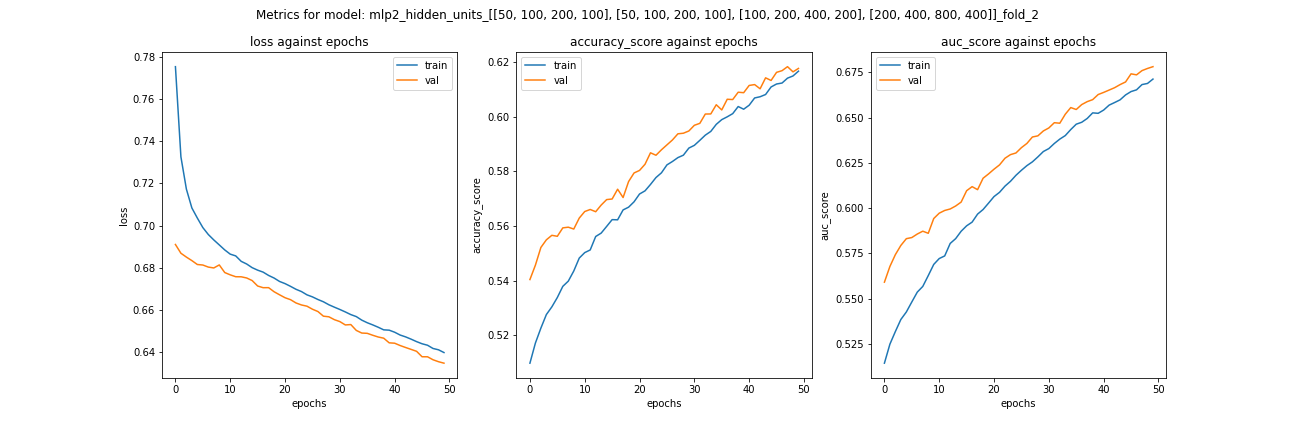 Metrics for model: mlp2_hidden_units_[[50, 100, 200, 100], [50, 100, 200, 100], [100, 200, 400, 200], [200, 400, 800, 400]]_fold_2
loss against epochs
train
val
0.78
0.76
0.74
0.72
0.70
0.68
0.66
0.64
loss
0
10
20
30
40
50
epochs
accuracy_score against epochs
train
val
0.62
0.60
0.58
0.56
0.54
0.52
accuracy_score
0
10
20
30
40
50
epochs
auc_score against epochs
train
val
0.675
0.650
0.625
0.600
0.575
0.550
0.525
auc_score
0
10
20
30
40
50
epochs